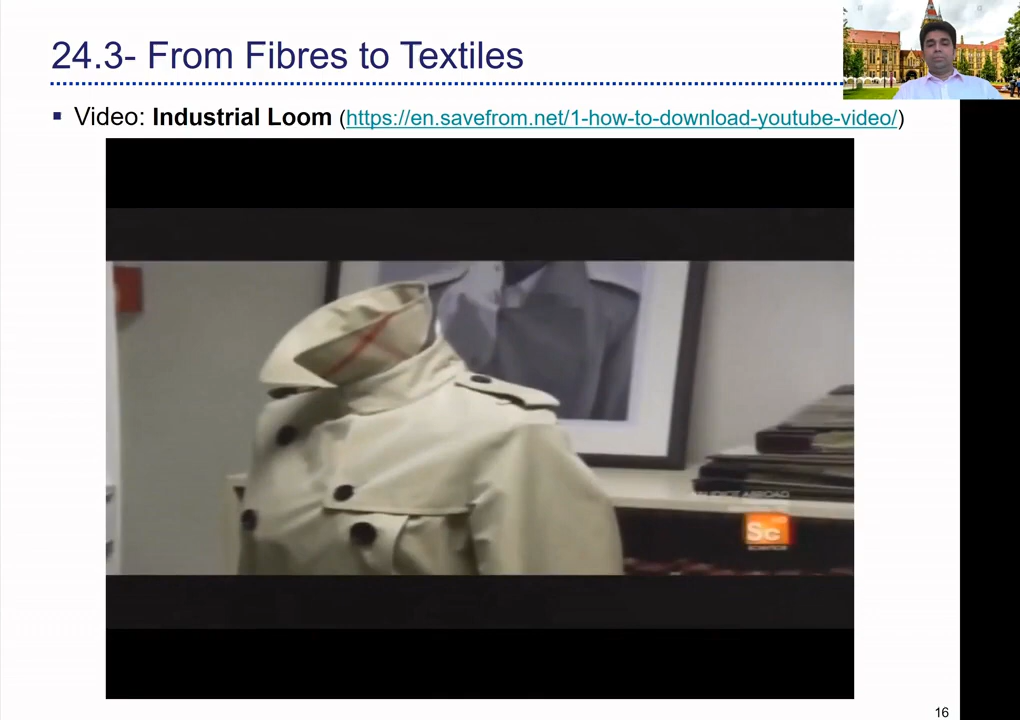 24.3- From Fibres to Textiles
▪ Video: Industrial Loom (https://en.savefrom.net/1-how-to-download-youtube-video/)
Sc
SCIENCE
16